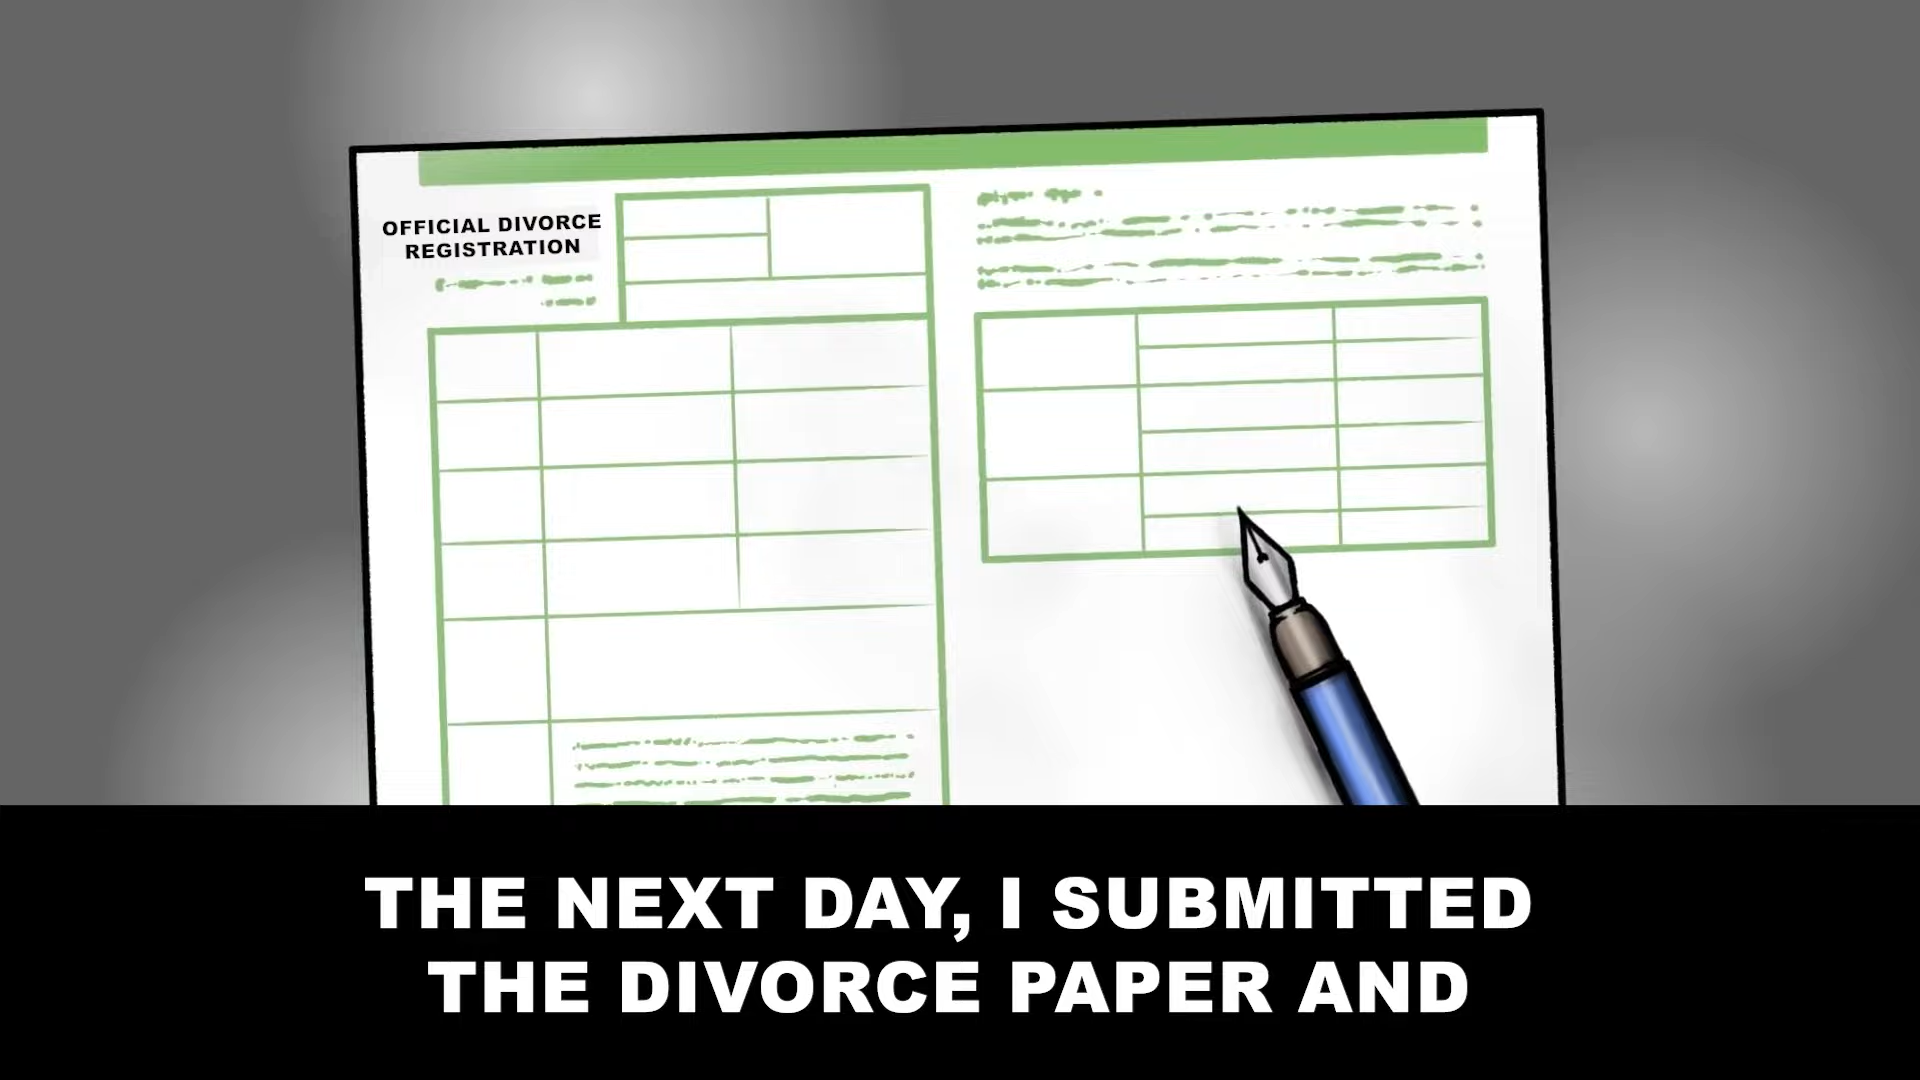 OFFICIAL DIVORCE
REGISTRATION
THE NEXT DAY, I SUBMITTED
THE DIVORCE PAPER AND